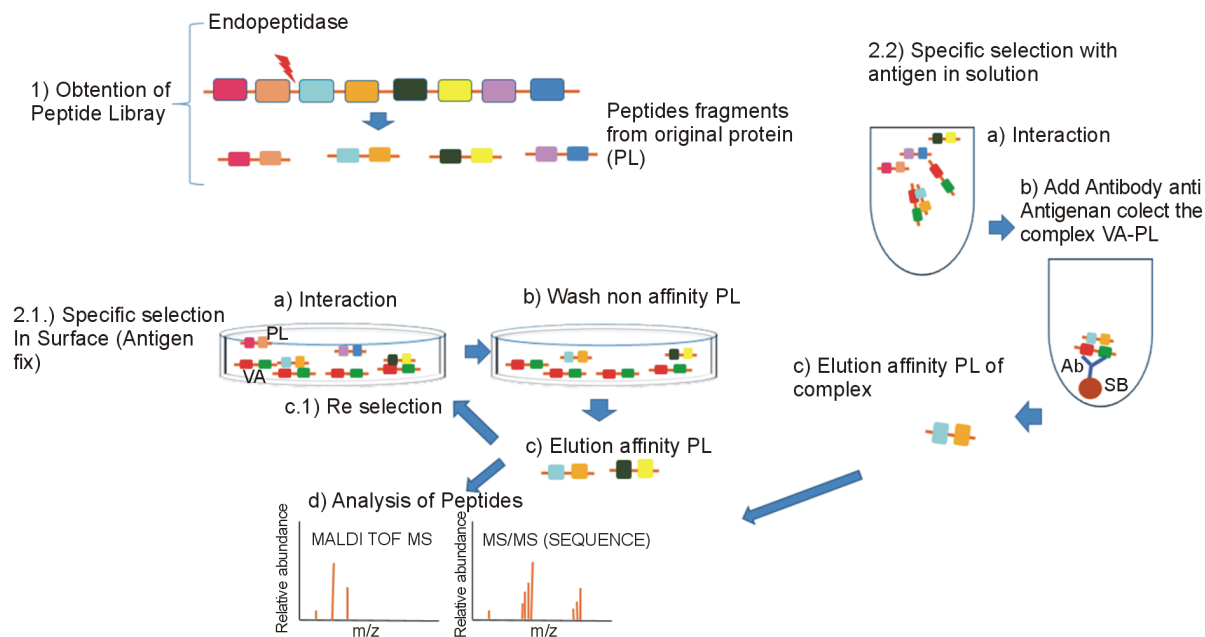 Endopeptidase
1) Obtention of
Peptide Libray
Peptides fragments
from original protein
(PL)
2.2) Specific selection with
antigen in solution
a) Interaction
b) Add Antibody anti
Antigenan colect the
complex VA-PL
Ab
SB
c) Elution affinity PL of
complex
2.1.) Specific selection
In Surface (Antigen
fix)
a) Interaction
PL
VA
b) Wash non affinity PL
c.1) Re selection
c) Elution affinity PL
d) Analysis of Peptides
Relative abundance
MALDI TOF MS
m/z
Relative abundance
MS/MS (SEQUENCE)
m/z